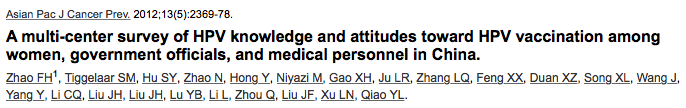 Asian Pac J Cancer Prev. 2012;13(5):2369-78.
A multi-center survey of HPV knowledge and attitudes toward HPV vaccination among
women, government officials, and medical personnel in China.
Zhao FH1, Tiggelaar SM, Hu SY, Zhao N, Hong Y, Niyazi M, Gao XH, Ju LR, Zhang LQ, Feng XX, Duan XZ, Song XL, Wang J,
Yang Y, Li CQ, Liu JH, Liu JH, Lu YB, Li L, Zhou Q, Liu JF, Xu LN, Qiao YL.